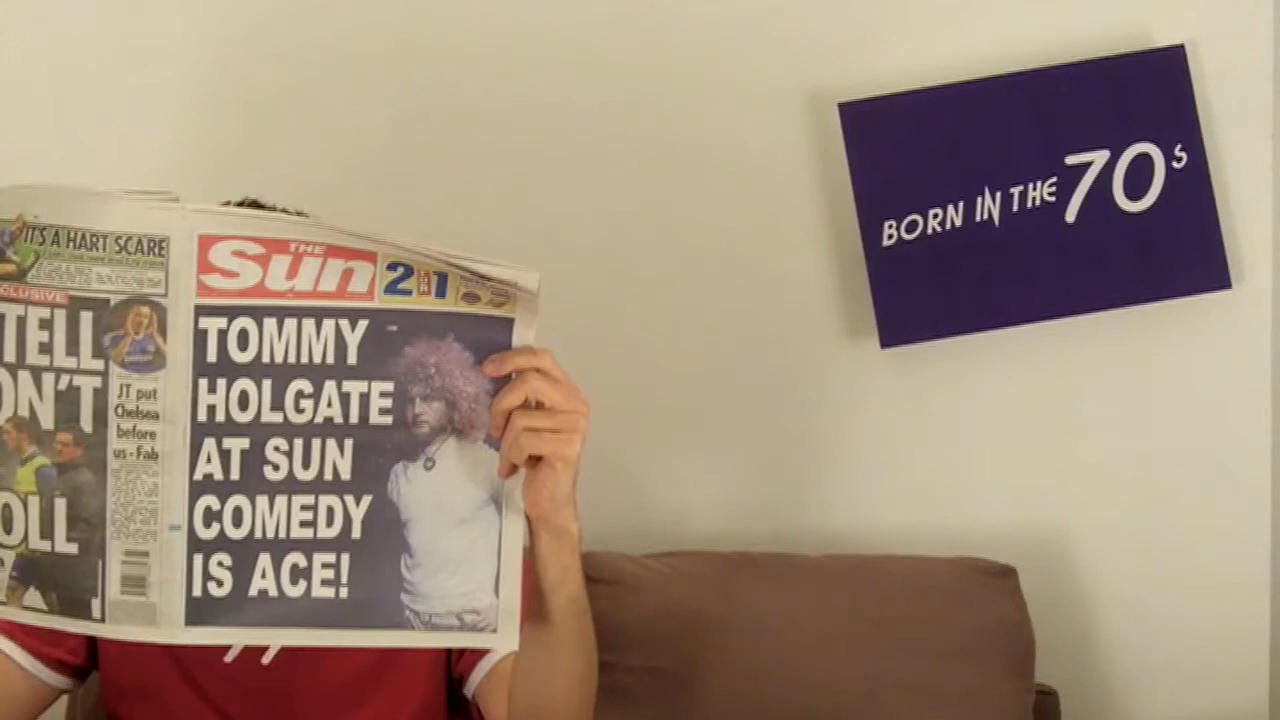 IT'S A HART SCARE
CLUSIVE
TELL
ON'T
JT put
Chelsea
before
us - Fab
OLL
THE
Sun
2 FOR 1
TOMMY
HOLGATE
AT SUN
COMEDY
IS ACE!
BORN IN THE 70s